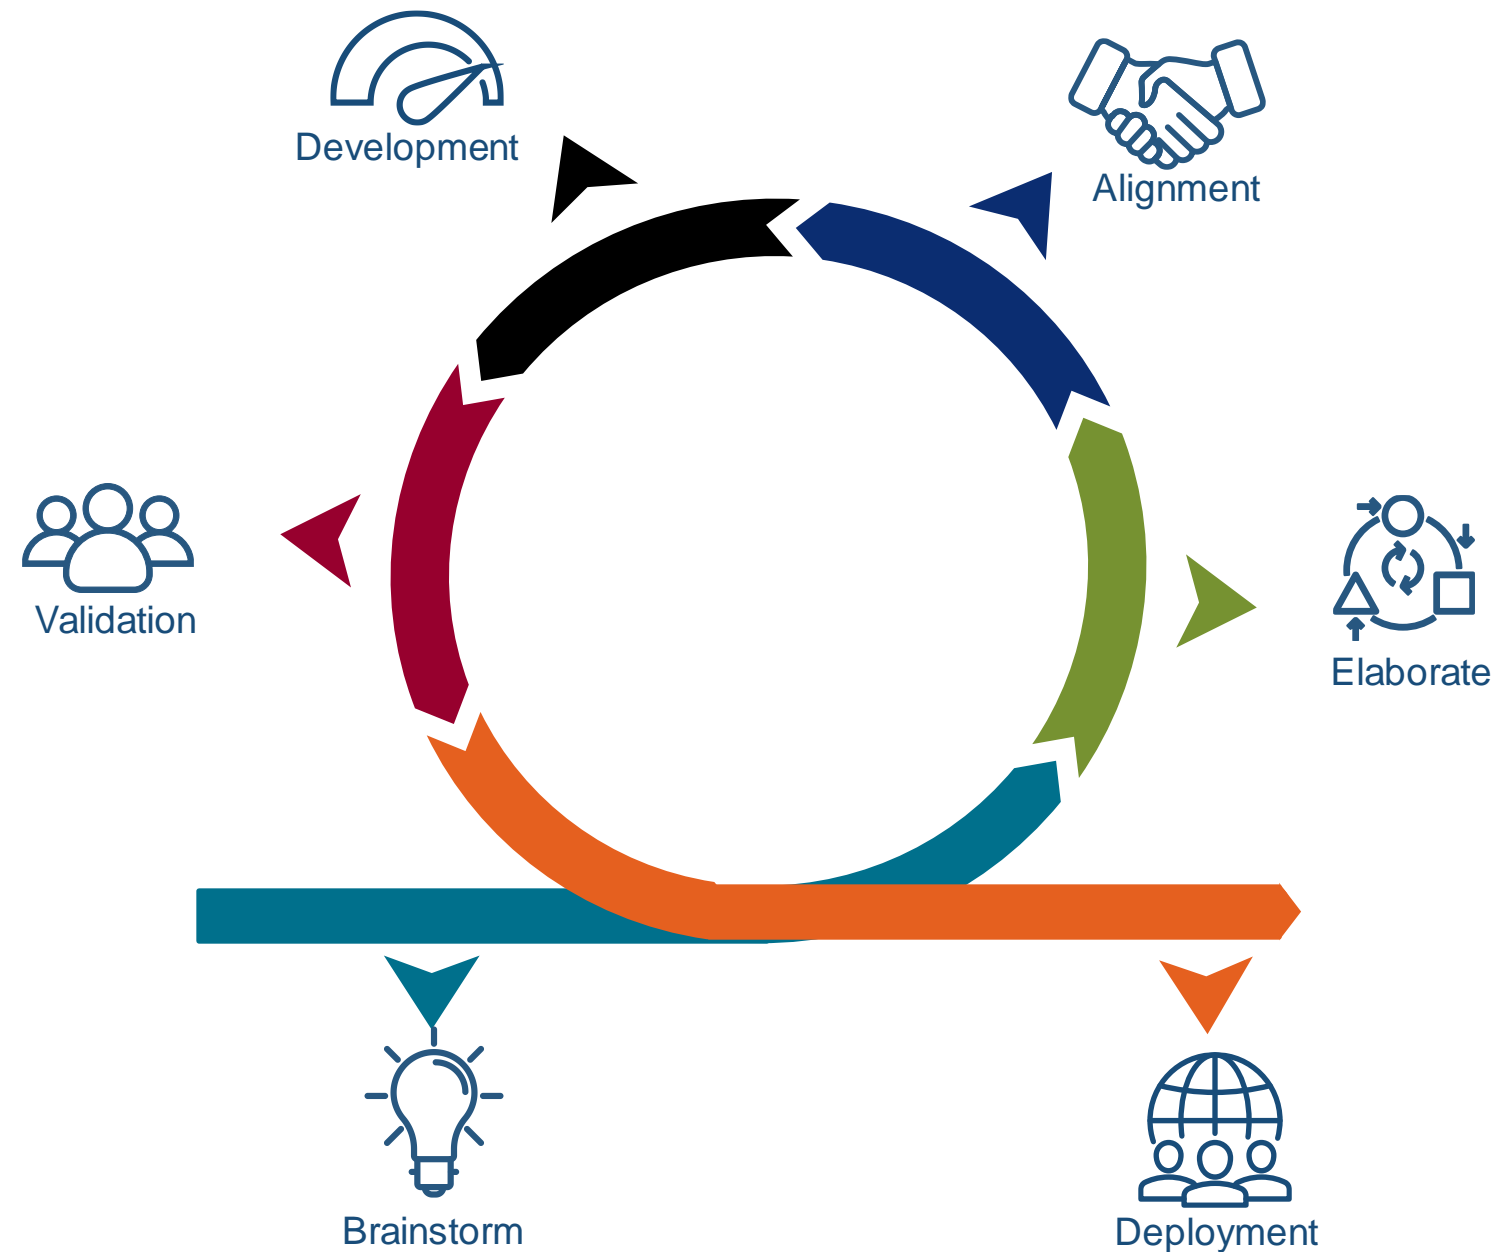 Development
Alignment
Validation
Elaborate
Brainstorm
Deployment